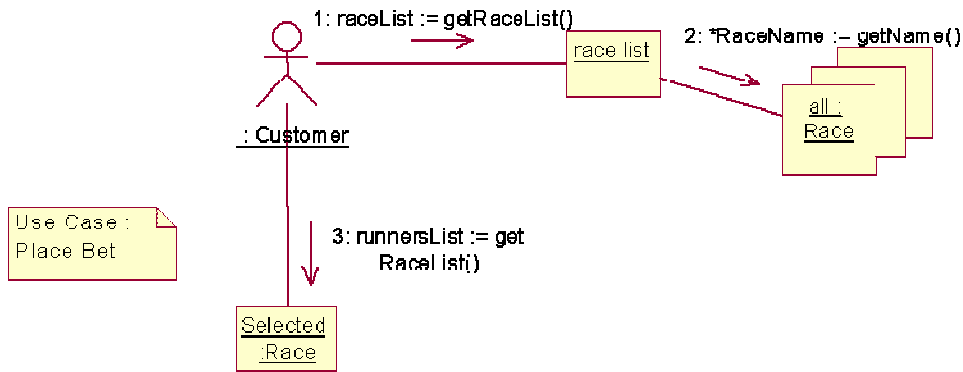 1: raceList := getRaceList()
race list
2: *RaceName := getName()
all :
Race
: Customer
Use Case :
Place Bet
3: runnersList := get
RaceList()
Selected
:Race